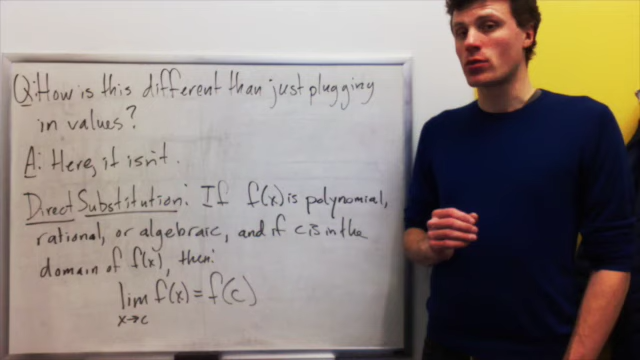 Q: How is this different than just plugging
in values?
A: Here, it isn't.
Direct Substitution: If f(x) is polynomial,
rational, or algebraic, and if c is in the
domain of f(x), then:
lim f(x) = f(c)
x→c